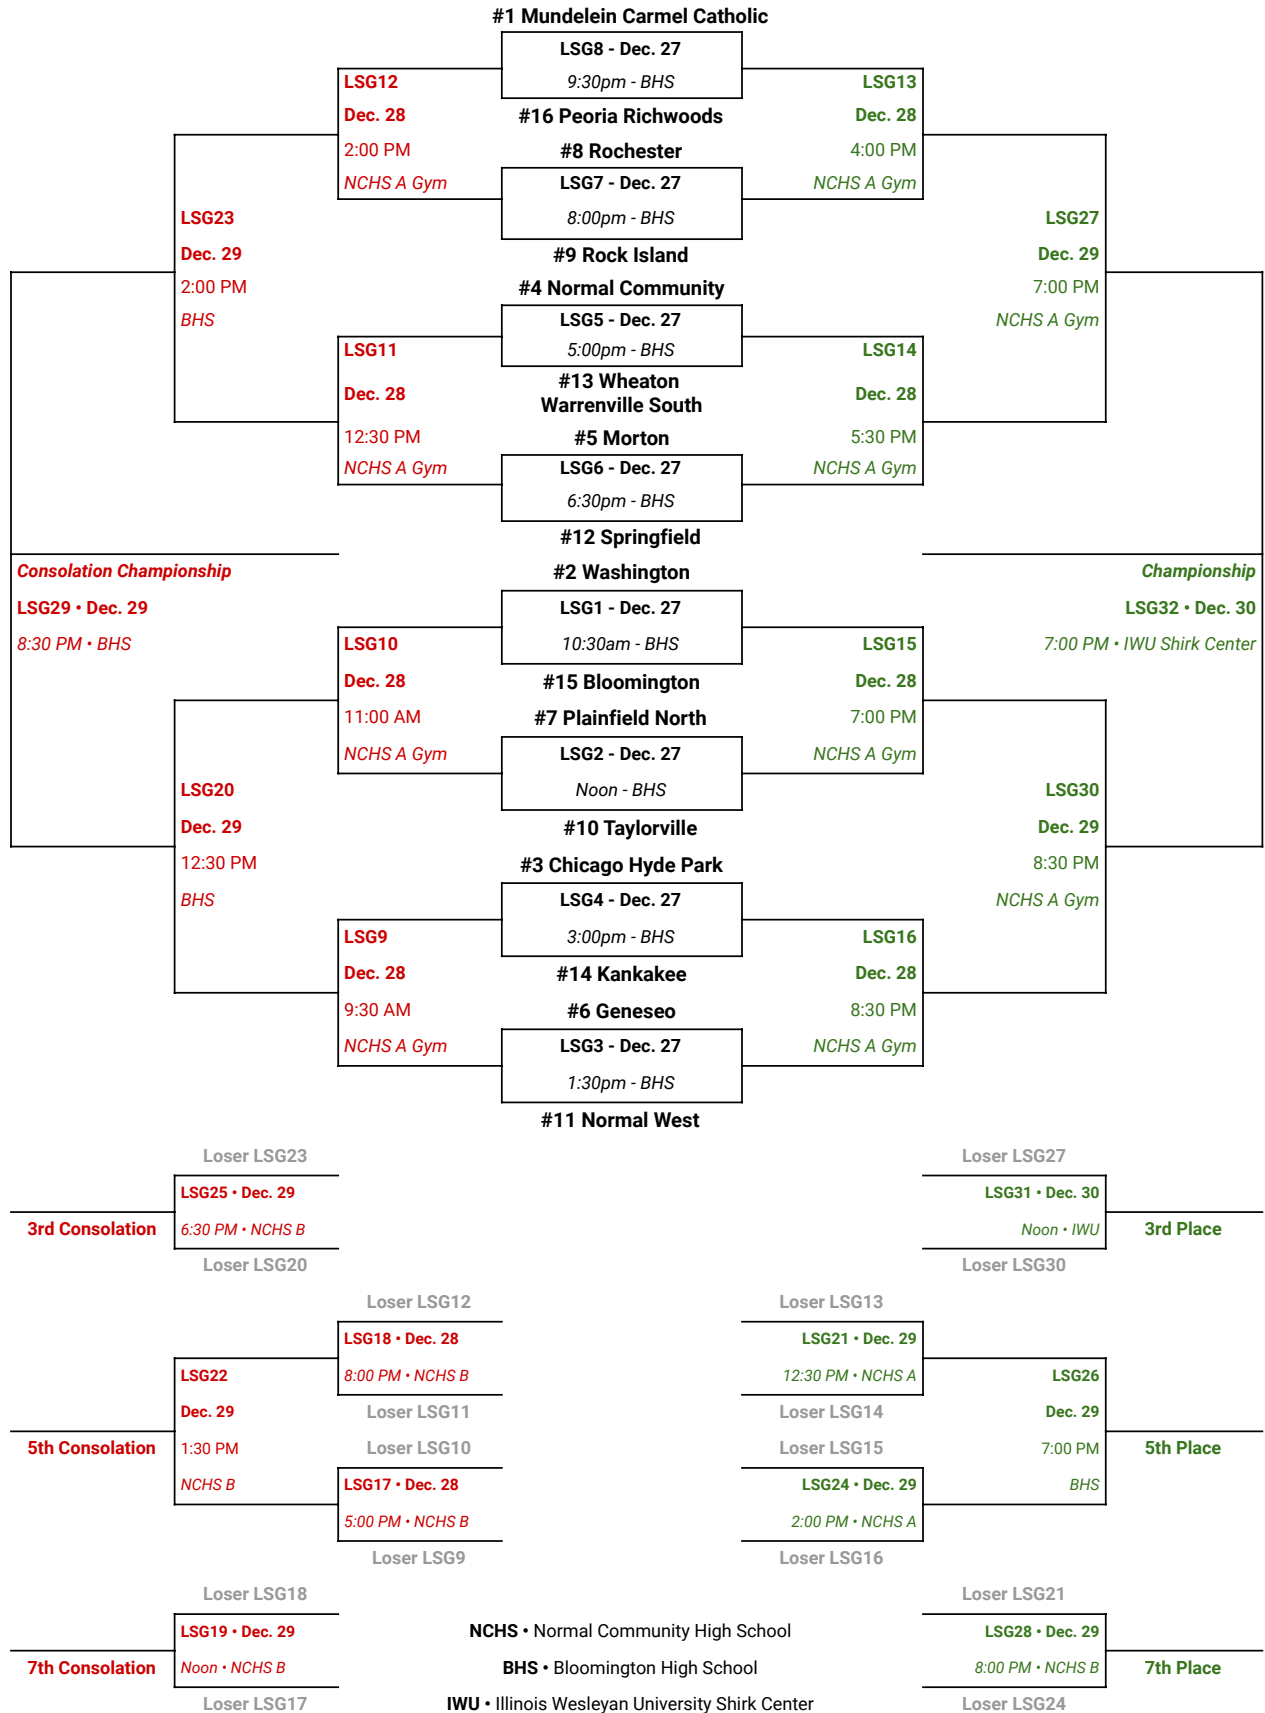 #1 Mundelein Carmel Catholic
LSG8 - Dec. 27
9:30pm - BHS
#16 Peoria Richwoods
LSG12
Dec. 28
2:00 PM
NCHS A Gym
LSG13
Dec. 28
4:00 PM
NCHS A Gym
#8 Rochester
LSG7 - Dec. 27
8:00pm - BHS
#9 Rock Island
LSG23
Dec. 29
2:00 PM
BHS
LSG27
Dec. 29
7:00 PM
NCHS A Gym
#4 Normal Community
LSG5 - Dec. 27
5:00pm - BHS
#13 Wheaton
Warrenville South
LSG11
Dec. 28
12:30 PM
NCHS A Gym
LSG14
Dec. 28
5:30 PM
NCHS A Gym
#5 Morton
LSG6 - Dec. 27
6:30pm - BHS
#12 Springfield
Consolation Championship
LSG29 • Dec. 29
8:30 PM • BHS
Championship
LSG32 • Dec. 30
7:00 PM • IWU Shirk Center
#2 Washington
LSG1 - Dec. 27
10:30am - BHS
#15 Bloomington
LSG10
Dec. 28
11:00 AM
NCHS A Gym
LSG15
Dec. 28
7:00 PM
NCHS A Gym
#7 Plainfield North
LSG2 - Dec. 27
Noon - BHS
#10 Taylorville
LSG20
Dec. 29
12:30 PM
BHS
LSG30
Dec. 29
8:30 PM
NCHS A Gym
#3 Chicago Hyde Park
LSG4 - Dec. 27
3:00pm - BHS
#14 Kankakee
LSG9
Dec. 28
9:30 AM
NCHS A Gym
LSG16
Dec. 28
8:30 PM
NCHS A Gym
#6 Geneseo
LSG3 - Dec. 27
1:30pm - BHS
#11 Normal West
Loser LSG23
LSG25 • Dec. 29
3rd Consolation
6:30 PM • NCHS B
Loser LSG20
Loser LSG27
LSG31 • Dec. 30
Noon • IWU
3rd Place
Loser LSG30
Loser LSG12
LSG18 • Dec. 28
8:00 PM • NCHS B
Loser LSG11
LSG22
Dec. 29
5th Consolation
1:30 PM
NCHS B
Loser LSG10
LSG17 • Dec. 28
5:00 PM • NCHS B
Loser LSG9
Loser LSG13
LSG21 • Dec. 29
12:30 PM • NCHS A
Loser LSG14
LSG26
Dec. 29
7:00 PM
5th Place
BHS
Loser LSG15
LSG24 • Dec. 29
2:00 PM • NCHS A
Loser LSG16
Loser LSG18
LSG19 • Dec. 29
7th Consolation
Noon • NCHS B
Loser LSG17
NCHS • Normal Community High School
BHS • Bloomington High School
IWU • Illinois Wesleyan University Shirk Center
Loser LSG21
LSG28 • Dec. 29
8:00 PM • NCHS B
7th Place
Loser LSG24